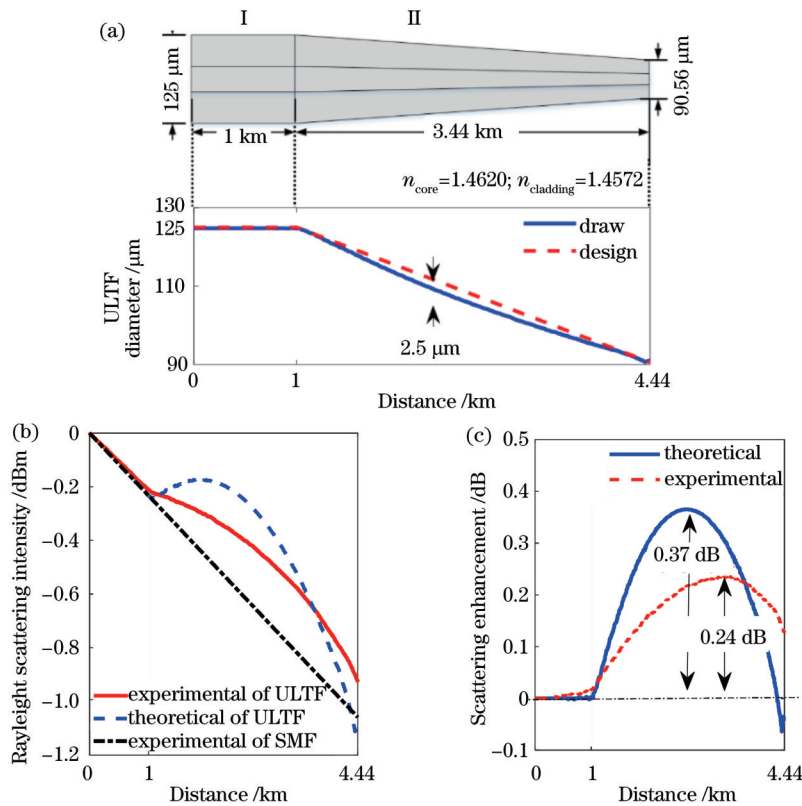 (a)
I II
125 μm
90.56 μm
1 km 3.44 km
n_core=1.4620; n_cladding=1.4572
130
125
110
90
ULTF diameter /μm
draw
design
2.5 μm
0 1 4.44
Distance /km
(b)
0
-0.2
-0.4
-0.6
-0.8
-1.0
-1.2
Rayleight scattering intensity /dBm
experimental of ULTF
theoretical of ULTF
experimental of SMF
0 1 4.44
Distance /km
(c)
0.5
0.4
0.3
0.2
0.1
0
-0.1
Scattering enhancement /dB
theoretical
experimental
0.37 dB
0.24 dB
0 1 4.44
Distance /km